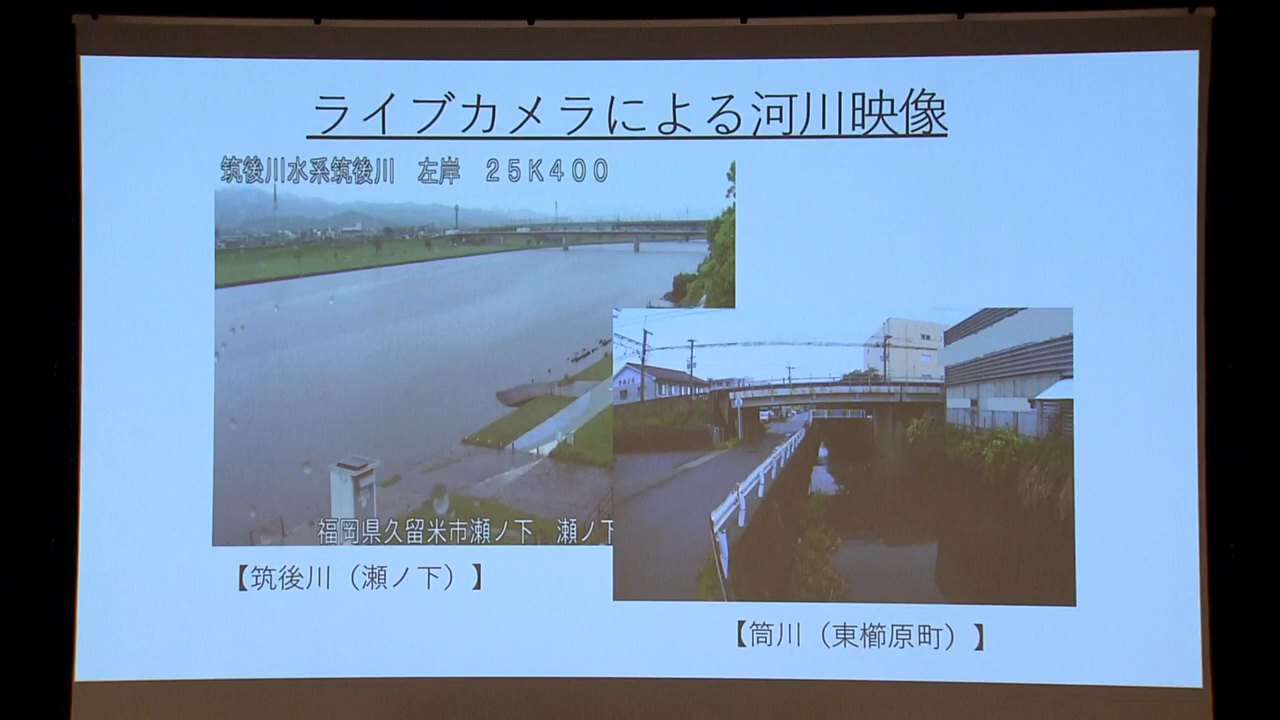 ライブカメラによる河川映像
筑後川水系筑後川 左岸 25K400
福岡県久留米市瀬ノ下 瀬ノ下
【筑後川（瀬ノ下）】
【筒川（東櫛原町）】